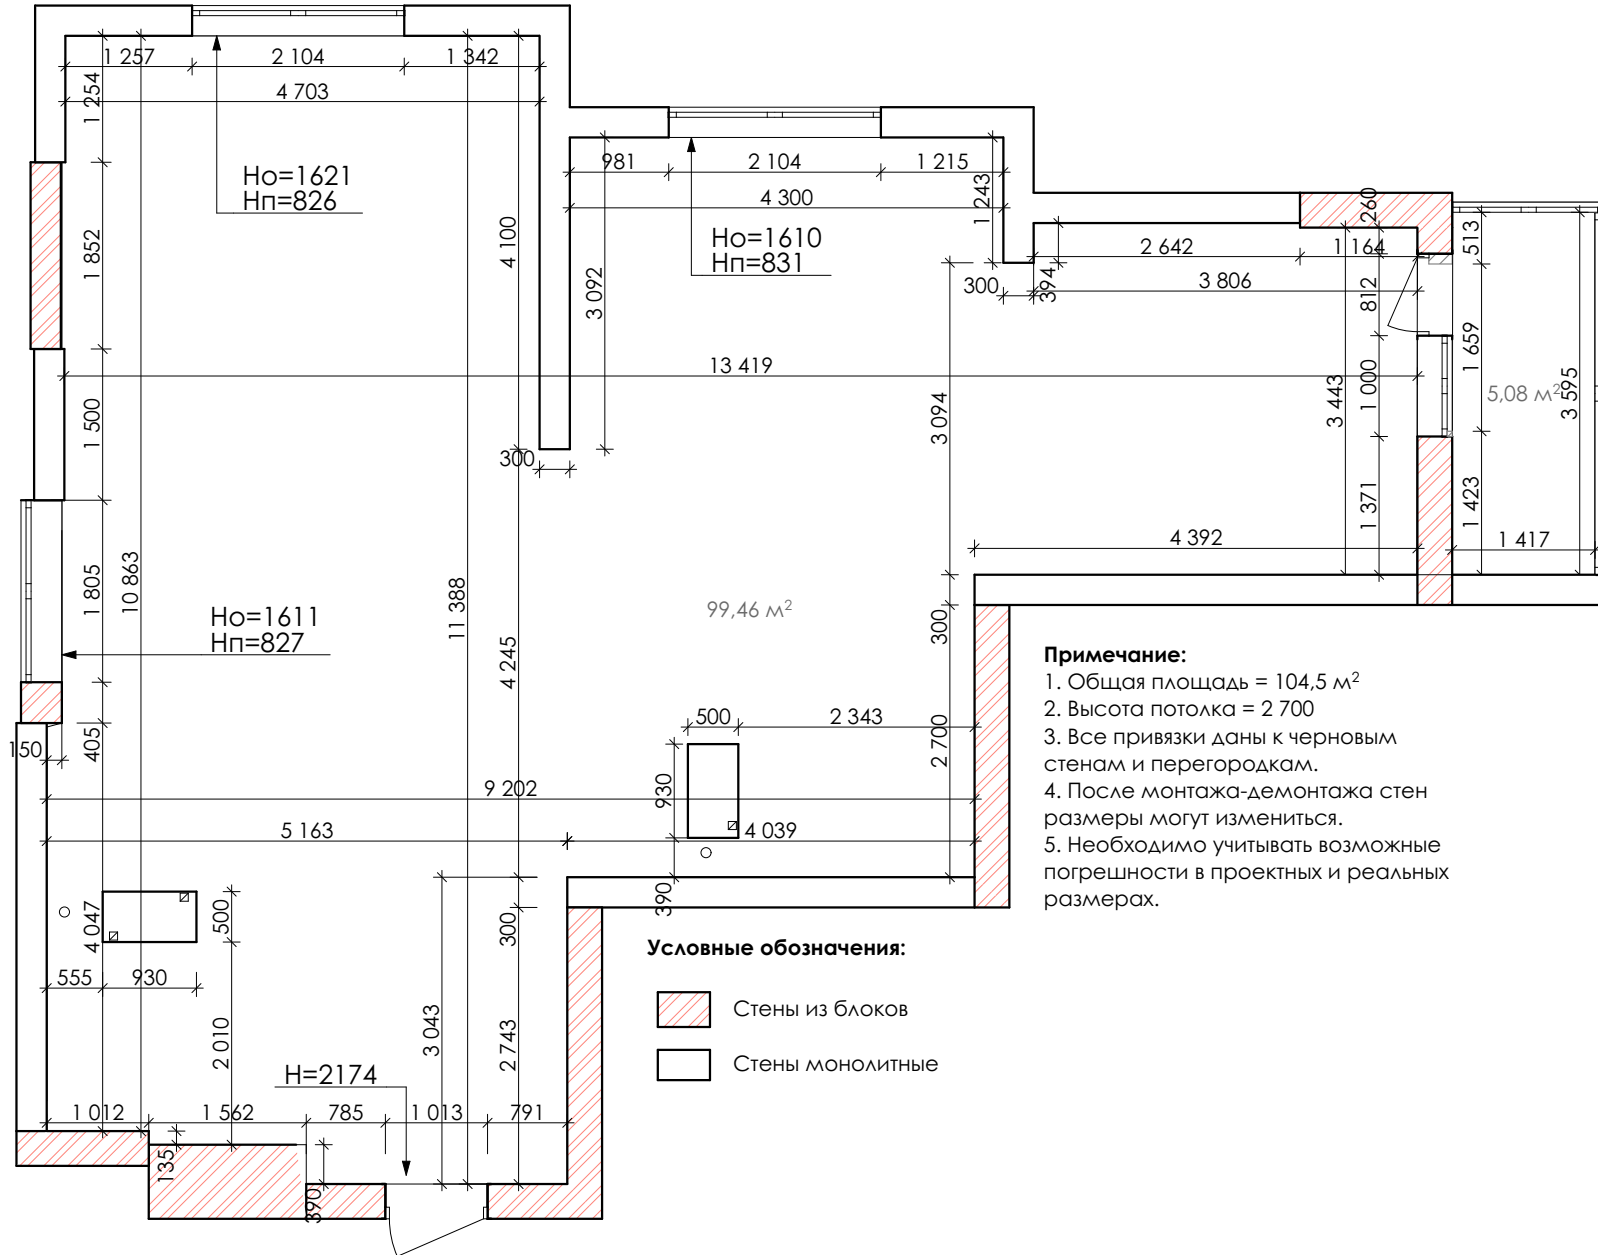 1 257
2 104
1 342
4 703
1 254
981
2 104
1 215
4 300
1 243
Hо=1621
Hп=826
260
513
1 852
4 100
Hо=1610
Hп=831
2 642
1 164
3 092
300
394
3 806
812
13 419
1 659
1 500
3 094
3 443
1 000
5,08 м²
3 595
300
1 371
1 423
4 392
1 417
1 805
10 863
11 388
99,46 м²
Hо=1611
Hп=827
4 245
300
Примечание:
1. Общая площадь = 104,5 м²
2. Высота потолка = 2 700
3. Все привязки даны к черновым
стенам и перегородкам.
4. После монтажа-демонтажа стен
размеры могут измениться.
5. Необходимо учитывать возможные
погрешности в проектных и реальных
размерах.
500
2 343
150
405
2 700
9 202
930
5 163
4 039
390
4 047
500
300
Условные обозначения:
555
930
Стены из блоков
2 010
3 043
2 743
Стены монолитные
H=2174
1 012
1 562
785
1 013
791
135
390